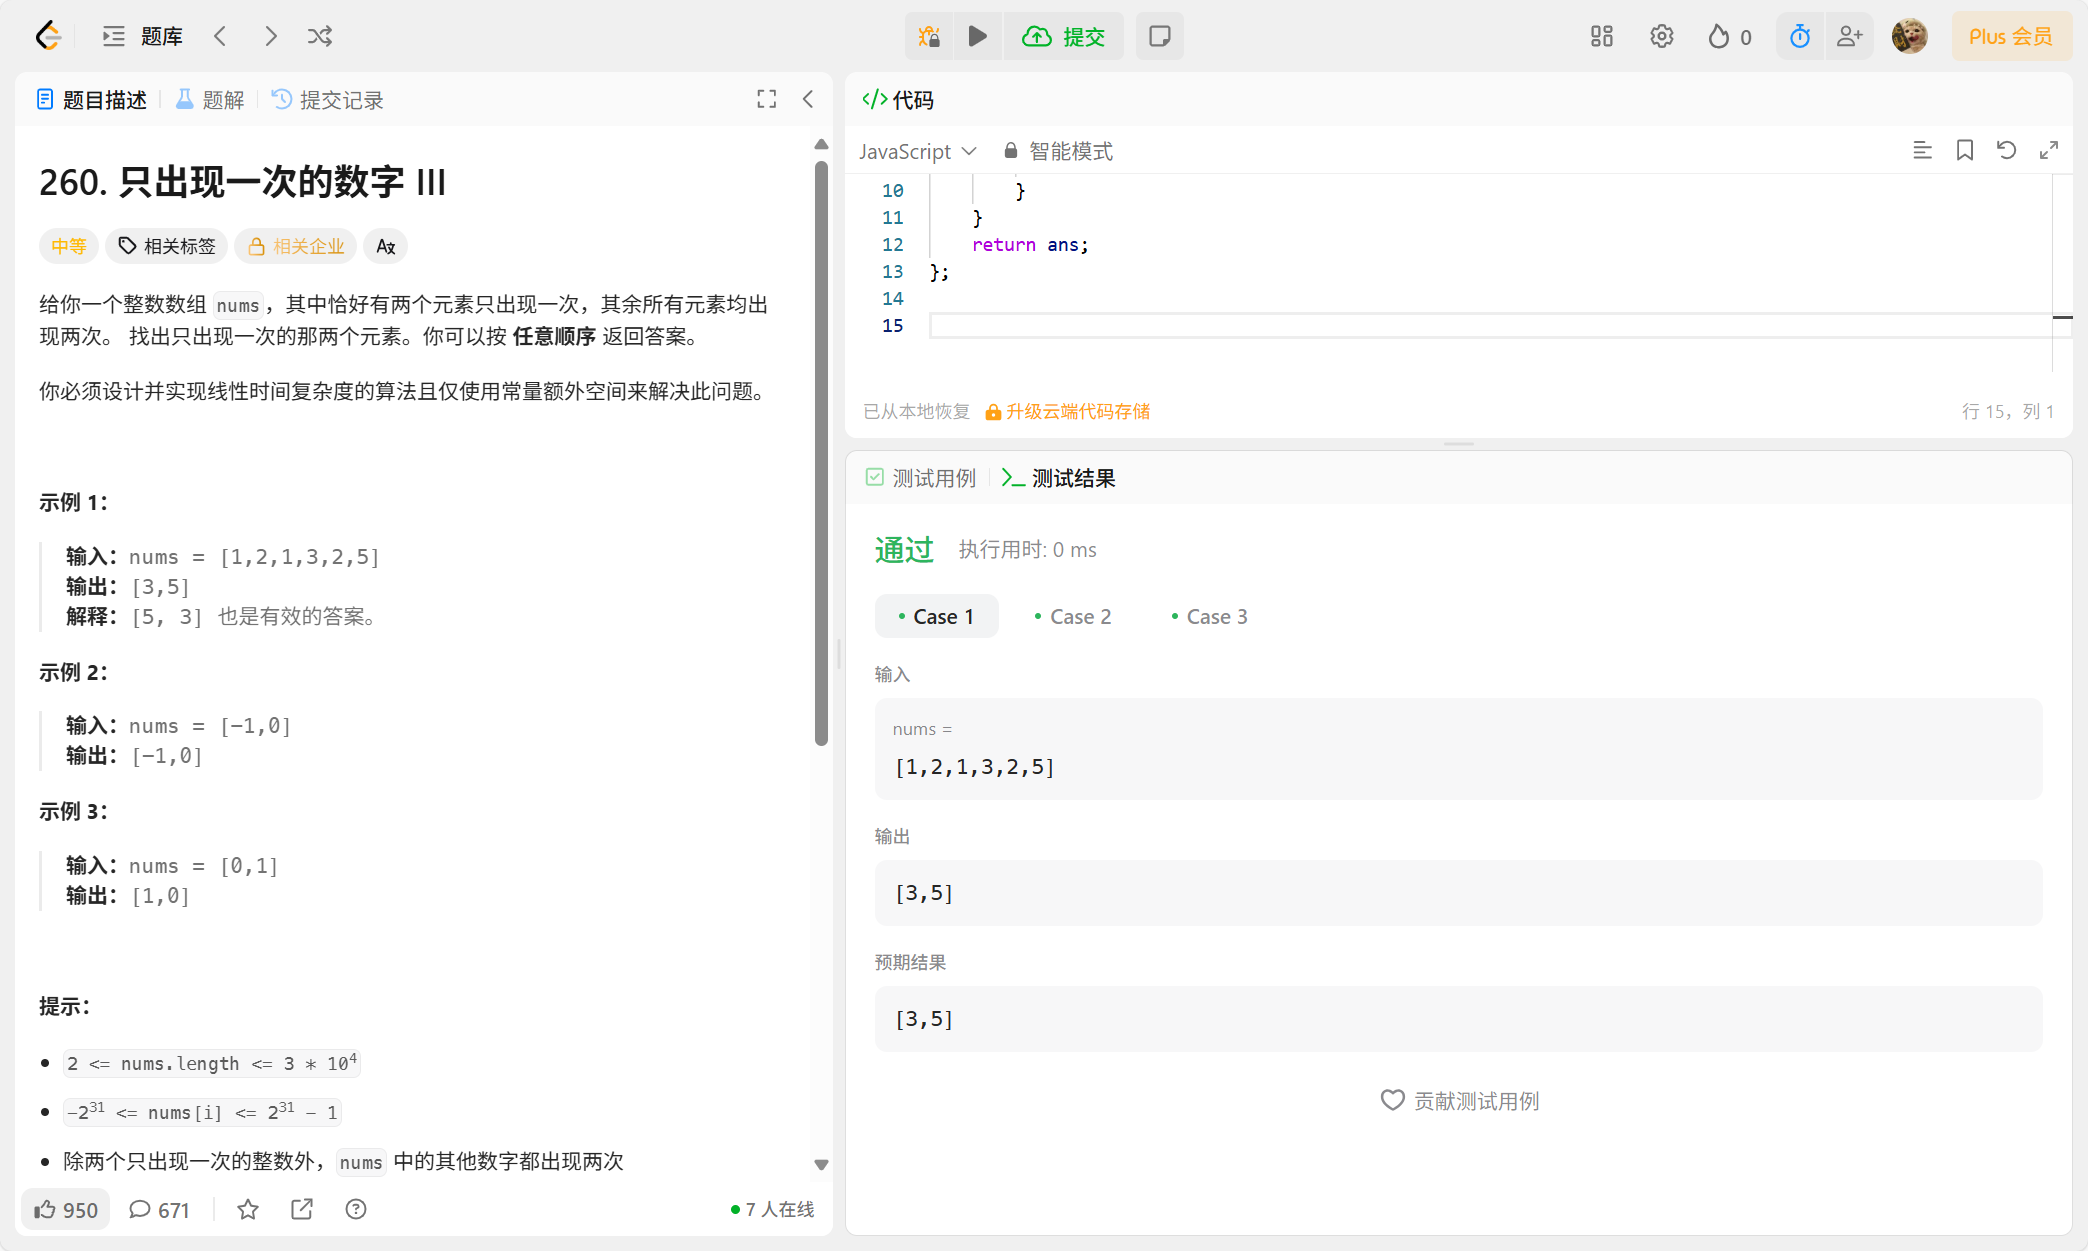 题库
提交
0
Plus 会员
题目描述
题解
提交记录
260. 只出现一次的数字 III
中等
相关标签
相关企业
给你一个整数数组 nums，其中恰好有两个元素只出现一次，其余所有元素均出
现两次。 找出只出现一次的那两个元素。你可以按 任意顺序 返回答案。
你必须设计并实现线性时间复杂度的算法且仅使用常量额外空间来解决此问题。
示例 1：
输入：nums = [1,2,1,3,2,5]
输出：[3,5]
解释：[5, 3] 也是有效的答案。
示例 2：
输入：nums = [-1,0]
输出：[-1,0]
示例 3：
输入：nums = [0,1]
输出：[1,0]
提示：
2 <= nums.length <= 3 * 10⁴
-2³¹ <= nums[i] <= 2³¹ - 1
除两个只出现一次的整数外，nums 中的其他数字都出现两次
950
671
7 人在线
</> 代码
JavaScript
智能模式
10 }
11 }
12 return ans;
13 };
14
15
已从本地恢复
升级云端代码存储
行 15，列 1
测试用例
测试结果
通过
执行用时: 0 ms
Case 1
Case 2
Case 3
输入
nums =
[1,2,1,3,2,5]
输出
[3,5]
预期结果
[3,5]
贡献测试用例